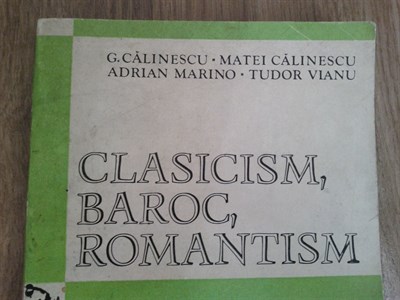 G. CĂLINESCU • MATEI CĂLINESCU
ADRIAN MARINO • TUDOR VIANU
CLASICISM,
BAROC,
ROMANTISM